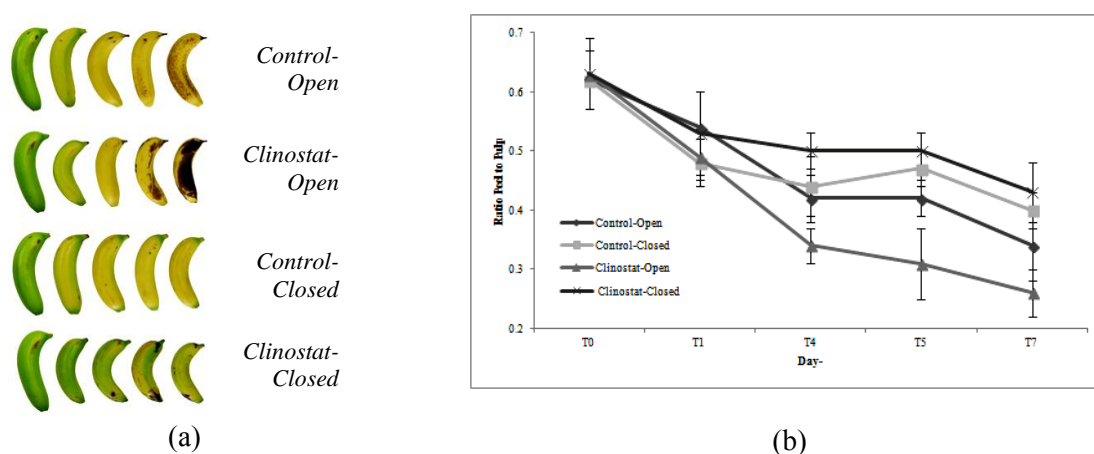 Control-
Open
Clinostat-
Open
Control-
Closed
Clinostat-
Closed
(a)
0.7
0.6
0.5
0.4
0.3
0.2
Ratio Peel to Pulp
Control-Open
Control-Closed
Clinostat-Open
Clinostat-Closed
T0 T1 T4 T5 T7
Day-
(b)